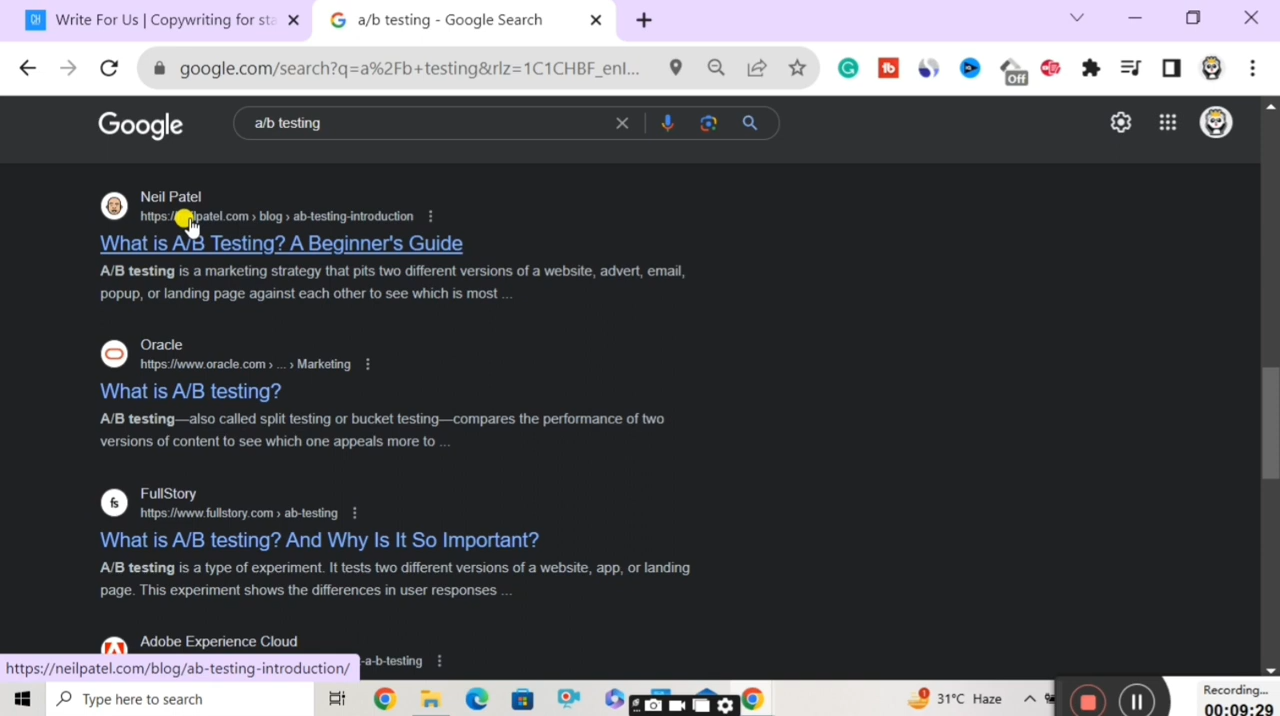 Write For Us | Copywriting for sta
a/b testing - Google Search
google.com/search?q=a%2Fb+testing&rlz=1C1CHBF_enI...
Off
Google
a/b testing
Neil Patel
https://neilpatel.com › blog › ab-testing-introduction
What is A/B Testing? A Beginner's Guide
A/B testing is a marketing strategy that pits two different versions of a website, advert, email,
popup, or landing page against each other to see which is most ...
Oracle
https://www.oracle.com › ... › Marketing
What is A/B testing?
A/B testing—also called split testing or bucket testing—compares the performance of two
versions of content to see which one appeals more to ...
FullStory
fs
https://www.fullstory.com › ab-testing
What is A/B testing? And Why Is It So Important?
A/B testing is a type of experiment. It tests two different versions of a website, app, or landing
page. This experiment shows the differences in user responses ...
Adobe Experience Cloud
-a-b-testing
https://neilpatel.com/blog/ab-testing-introduction/
Type here to search
31°C Haze
Recording...
00:09:29